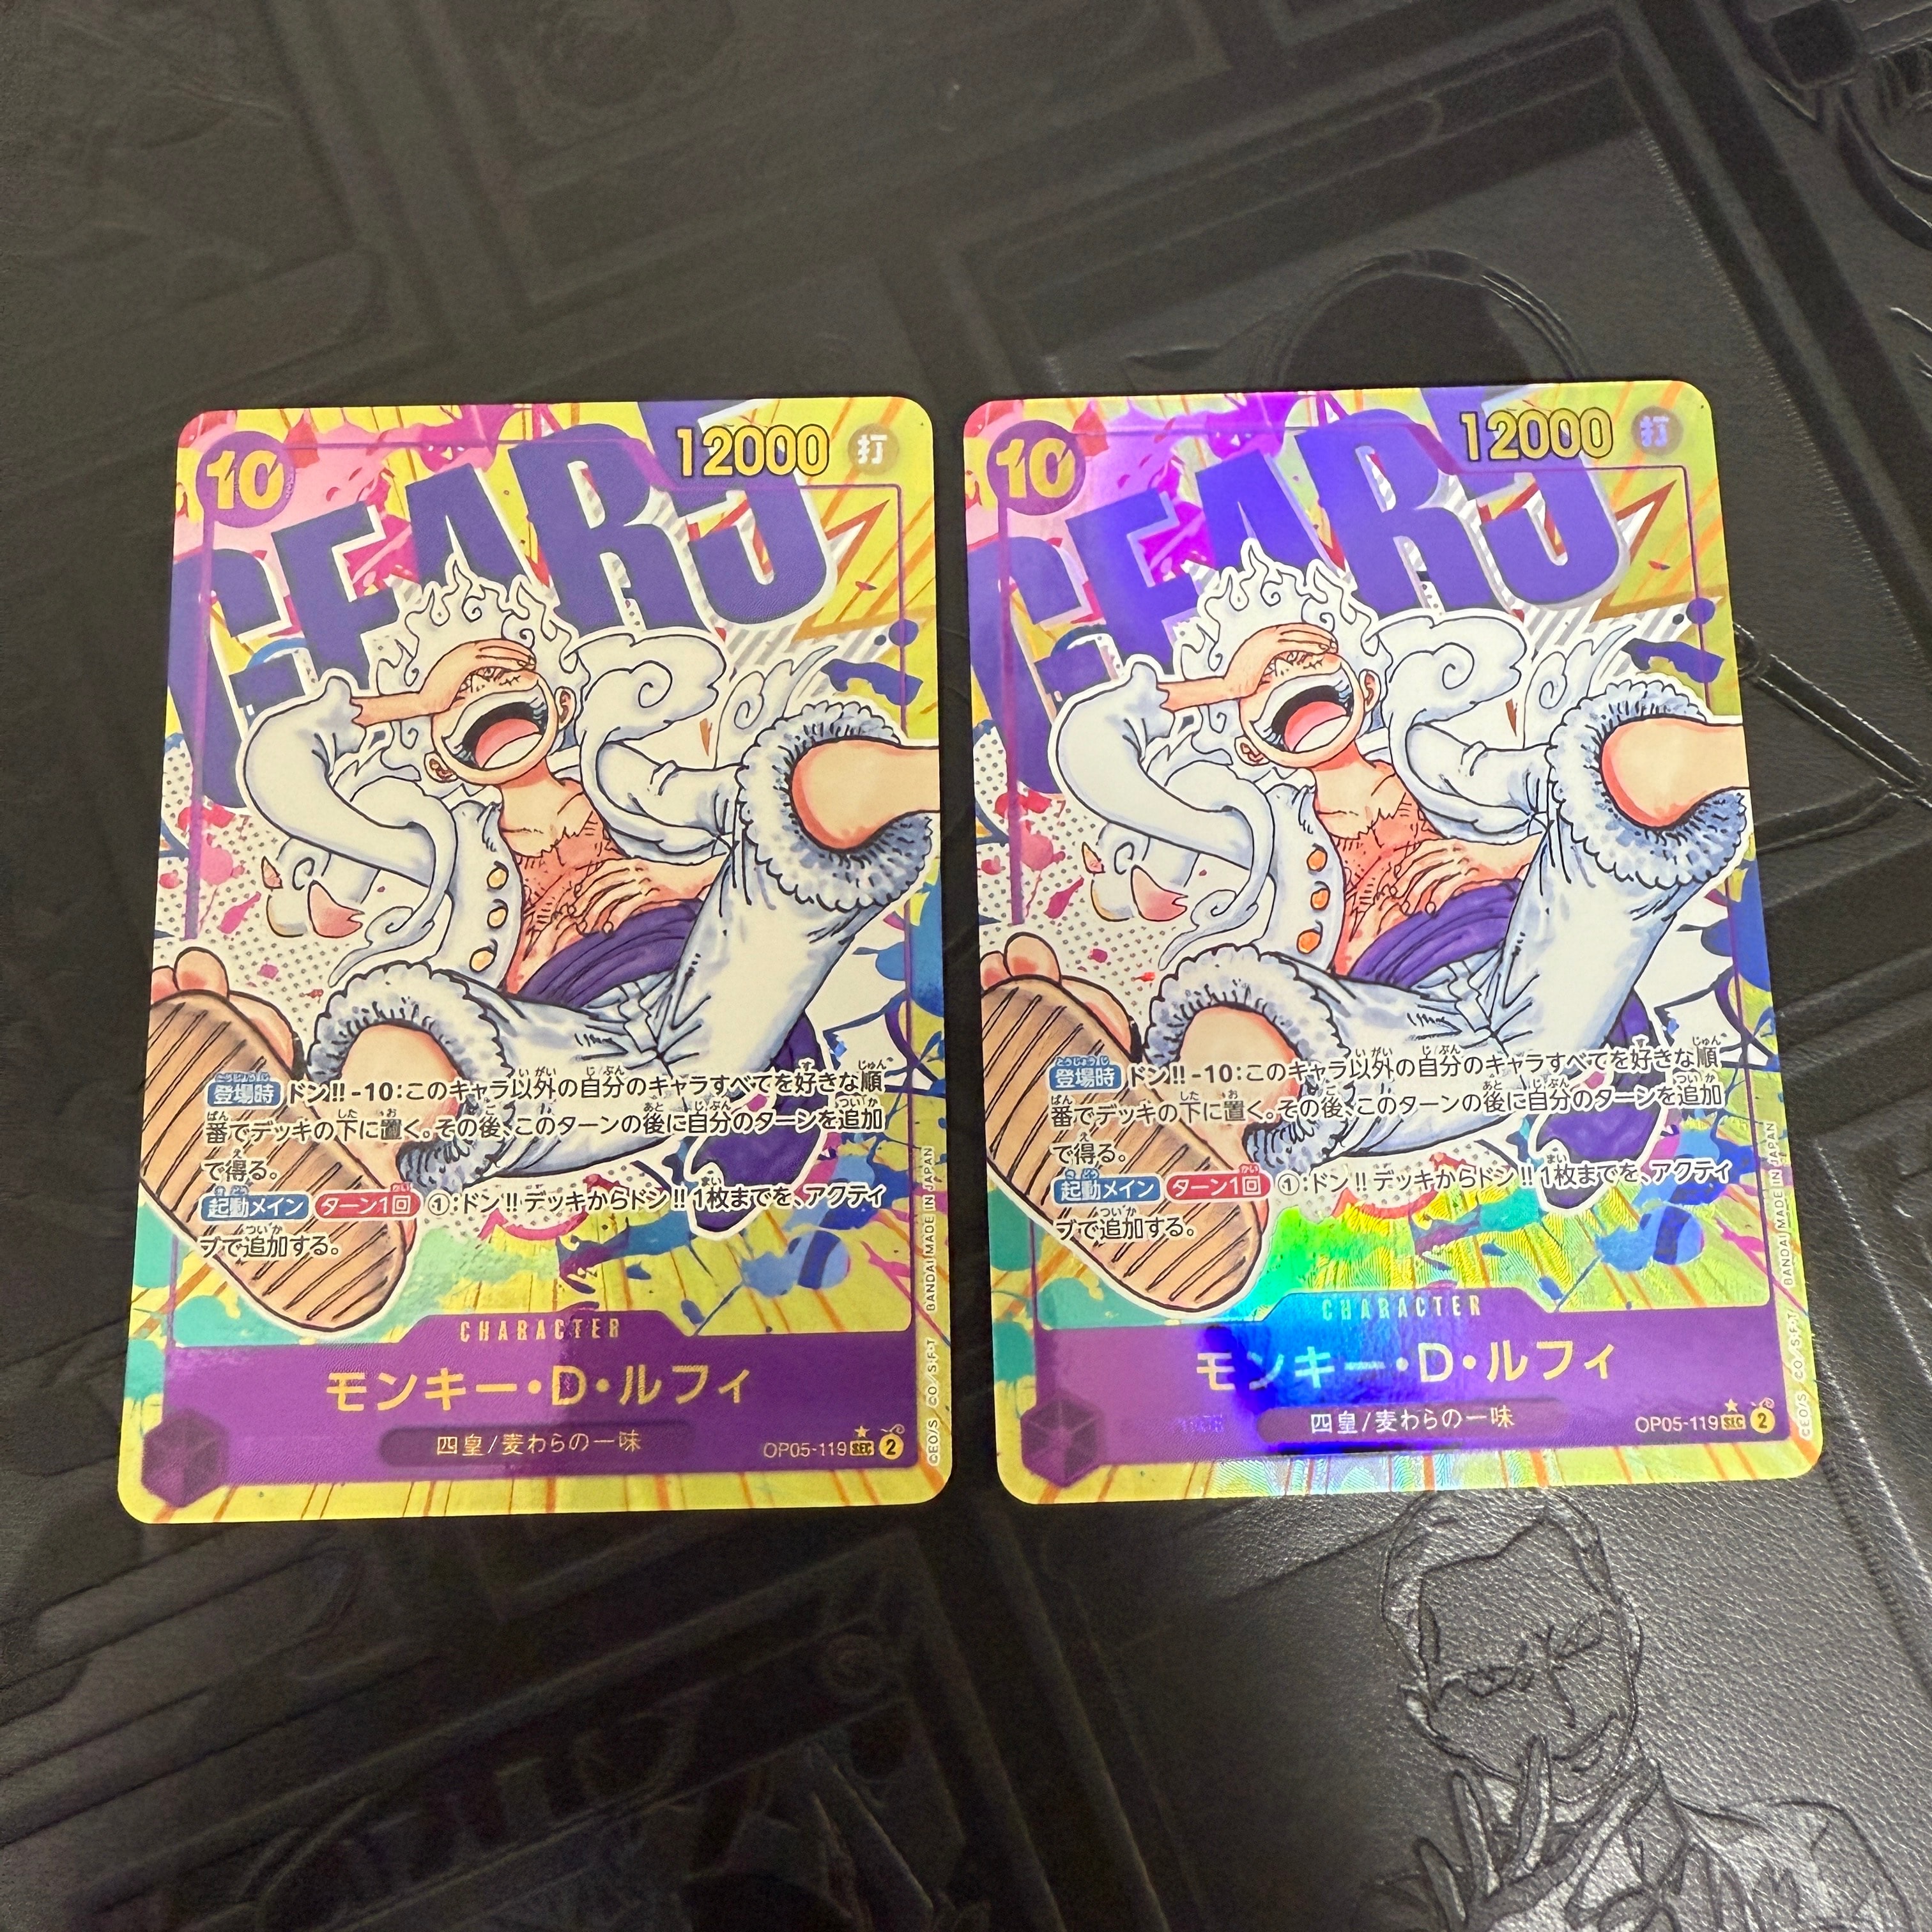 10
12000
打
GEAR5
登場時 ドン!!-10:このキャラ以外の自分のキャラすべてを好きな順
番でデッキの下に置く。その後、このターンの後に自分のターンを追加
で得る。
起動メイン ターン1回 ①:ドン!!デッキからドン!!1枚までを、アクティ
ブで追加する。
CHARACTER
モンキー・D・ルフィ
四皇/麦わらの一味
OP05-119 SEC 2
BANDAI MADE IN JAPAN
©E.O/S. CO/S.F・T
10
12000
打
GEAR5
登場時 ドン!!-10:このキャラ以外の自分のキャラすべてを好きな順
番でデッキの下に置く。その後、このターンの後に自分のターンを追加
で得る。
起動メイン ターン1回 ①:ドン!!デッキからドン!!1枚までを、アクティ
ブで追加する。
CHARACTER
モンキー・D・ルフィ
四皇/麦わらの一味
OP05-119 SEC 2
BANDAI MADE IN JAPAN
©E.O/S. CO/S.F・T